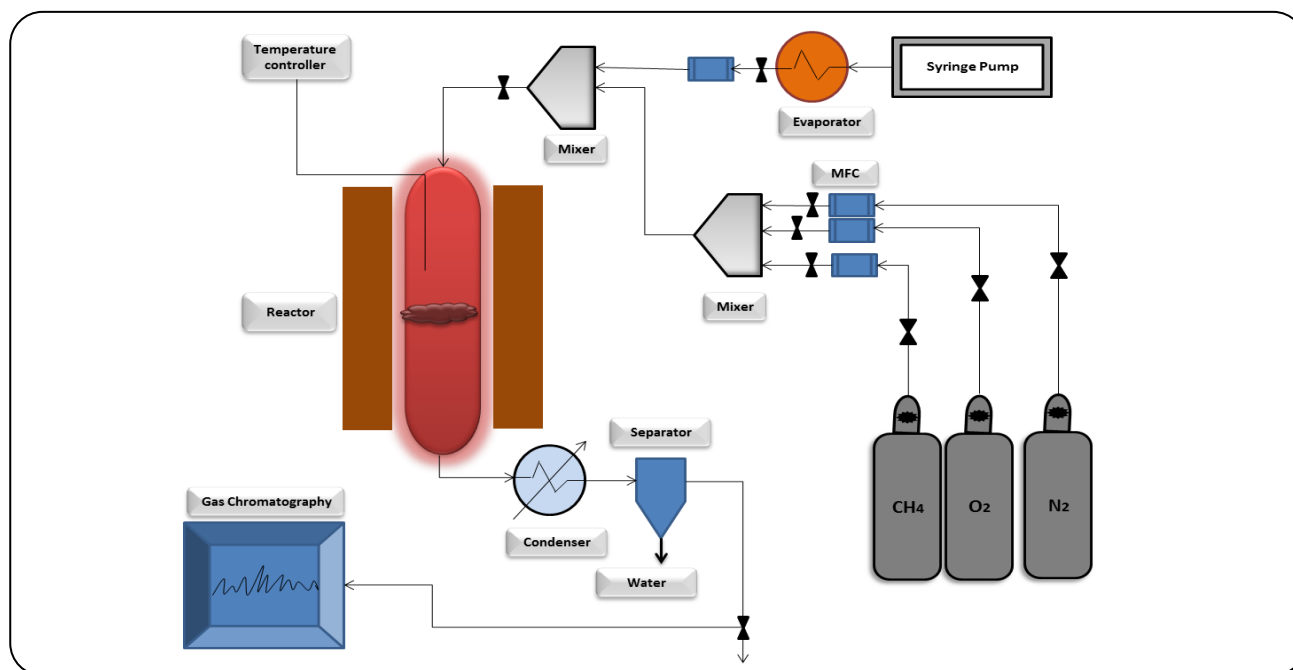 Temperature
controller
Syringe Pump
Evaporator
Mixer
MFC
Mixer
Reactor
Separator
Gas Chromatography
Condenser
Water
CH4
O2
N2